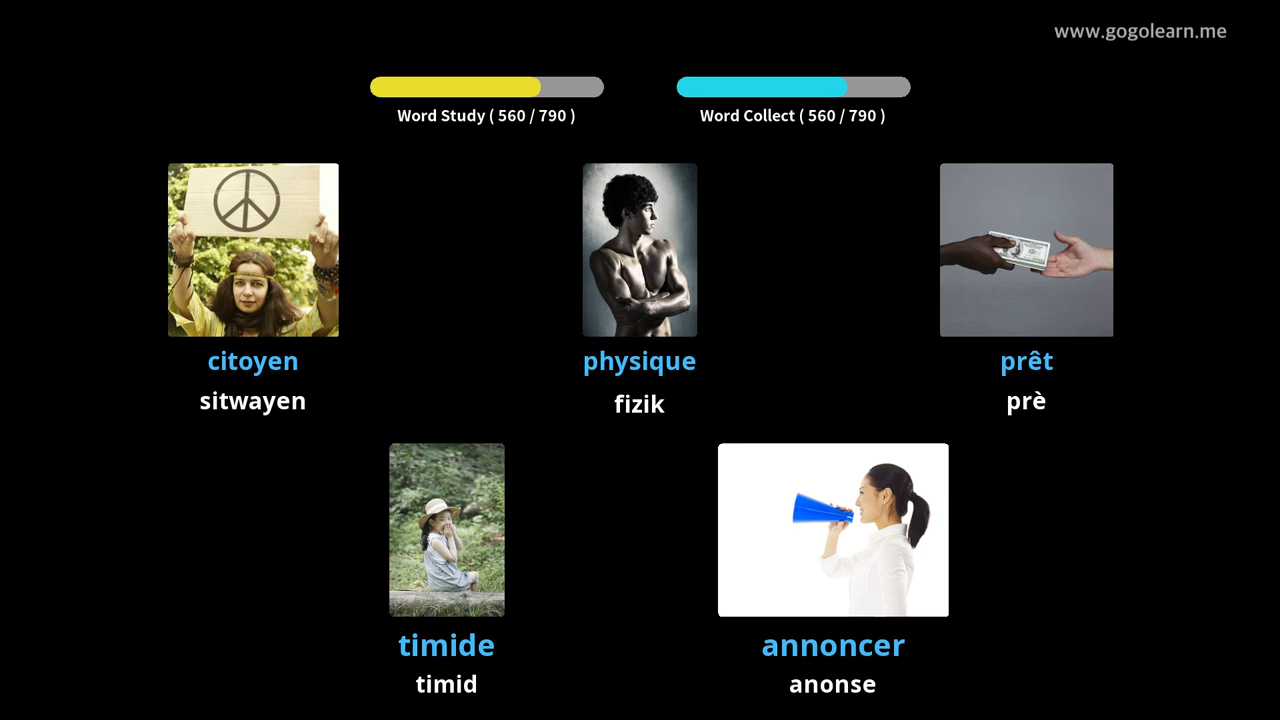 www.gogolearn.me
Word Study ( 560 / 790 )
Word Collect ( 560 / 790 )
citoyen
sitwayen
physique
fizik
prêt
prè
timide
timid
annoncer
anonse